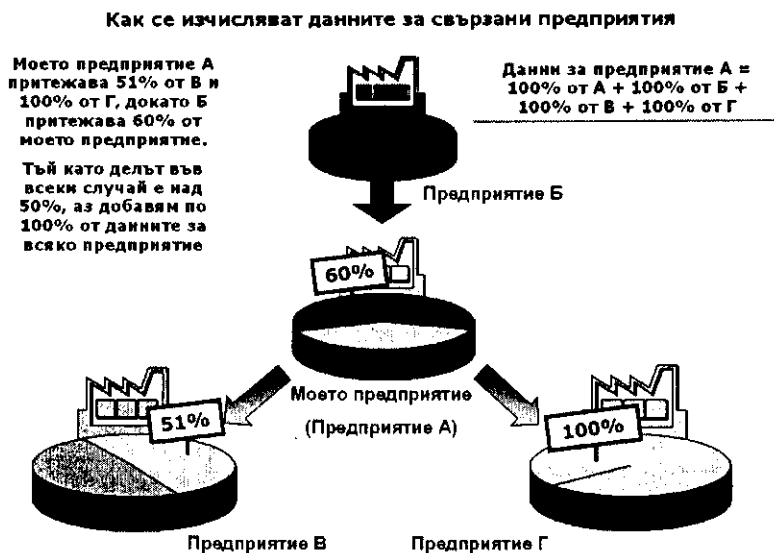 Как се изчисляват данните за свързани предприятия
Моето предприятие А
притежава 51% от В и
100% от Г, докато Б
притежава 60% от
моето предприятие.
Тъй като делът във
всеки случай е над
50%, аз добавям по
100% от данните за
всяко предприятие
Данни за предприятие А =
100% от А + 100% от Б +
100% от В + 100% от Г
Предприятие Б
60%
Моето предприятие
(Предприятие А)
51%
100%
Предприятие В
Предприятие Г